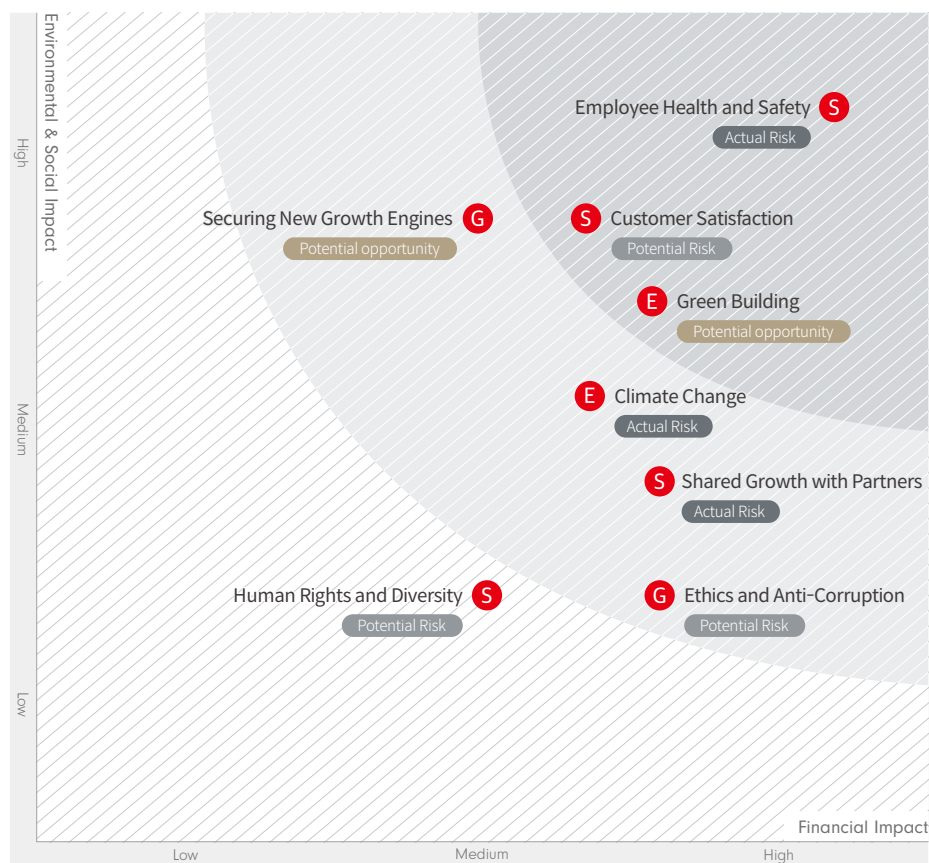 Environmental & Social Impact
High
Medium
Low
Employee Health and Safety S
Actual Risk
Securing New Growth Engines G
Potential opportunity
S Customer Satisfaction
Potential Risk
E Green Building
Potential opportunity
E Climate Change
Actual Risk
S Shared Growth with Partners
Actual Risk
Human Rights and Diversity S
Potential Risk
G Ethics and Anti-Corruption
Potential Risk
Financial Impact
Low
Medium
High